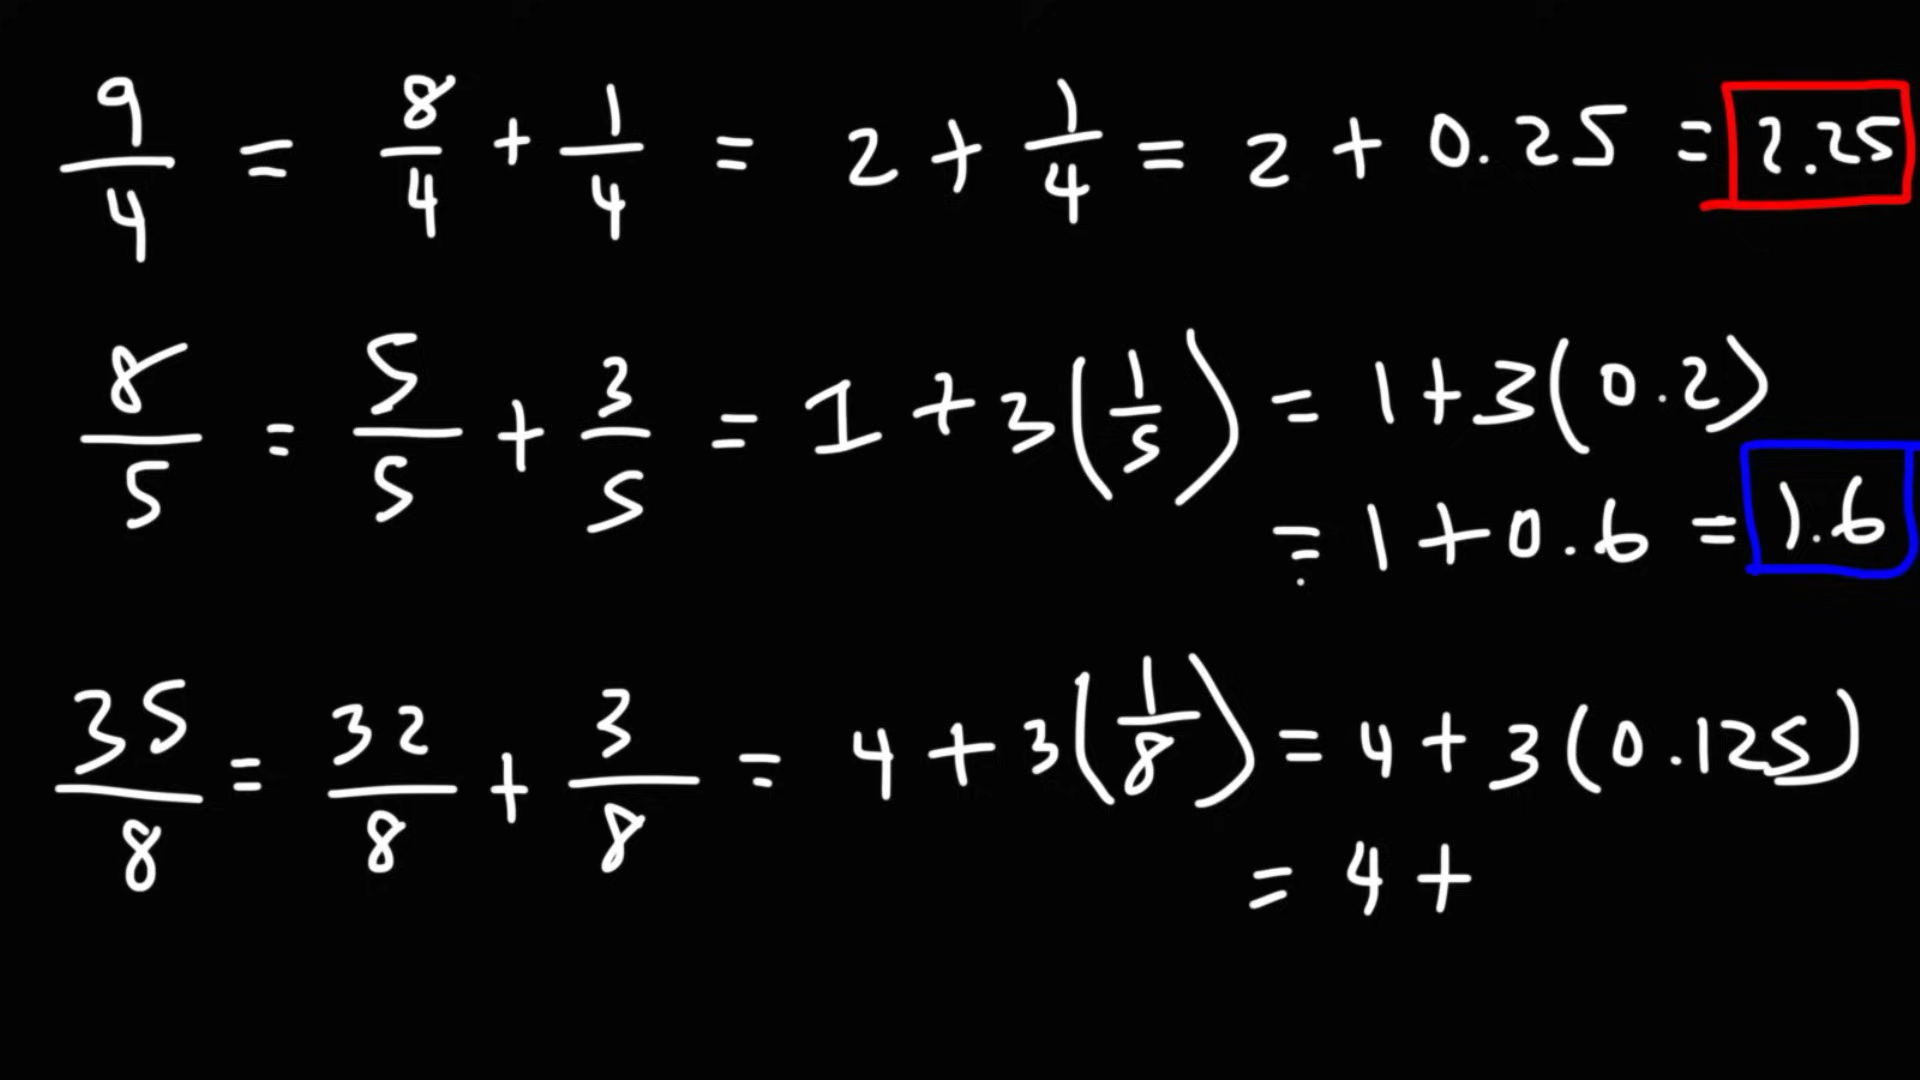 9/4 = 8/4 + 1/4 = 2 + 1/4 = 2 + 0.25 = 2.25
8/5 = 5/5 + 3/5 = 1 + 3(1/5) = 1 + 3(0.2)
= 1 + 0.6 = 1.6
35/8 = 32/8 + 3/8 = 4 + 3(1/8) = 4 + 3(0.125)
= 4 +